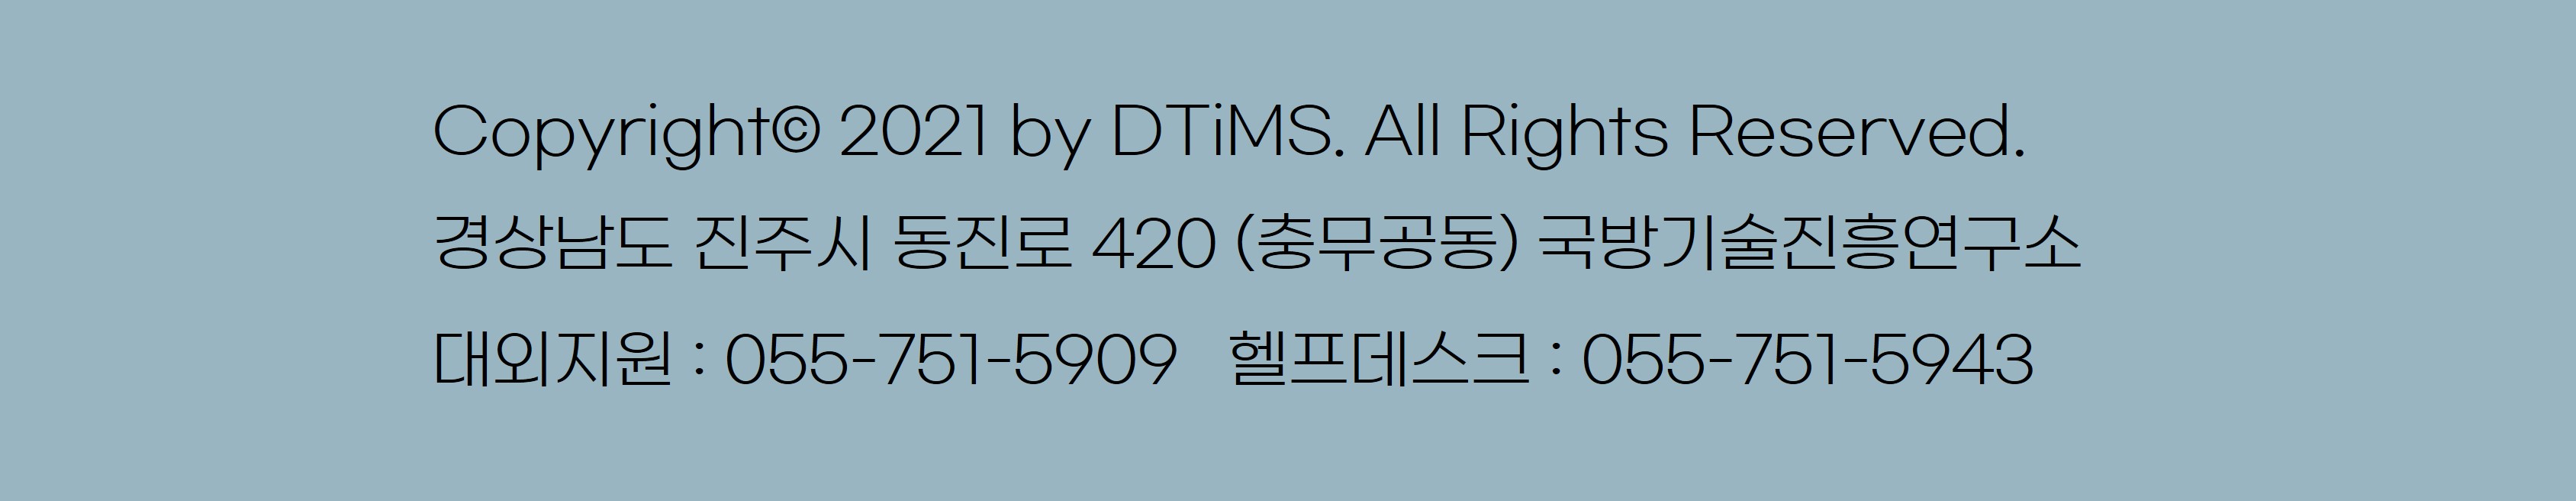 Copyright© 2021 by DTiMS. All Rights Reserved.
경상남도 진주시 동진로 420 (충무공동) 국방기술진흥연구소
대외지원 : 055-751-5909 헬프데스크 : 055-751-5943